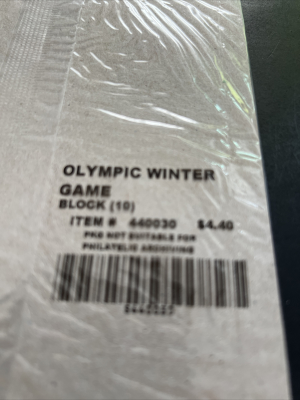 OLYMPIC WINTER
GAME
BLOCK (10)
ITEM # 440030 $4.40
PKG NOT SUITABLE FOR
PHILATELIC ARCHIVING